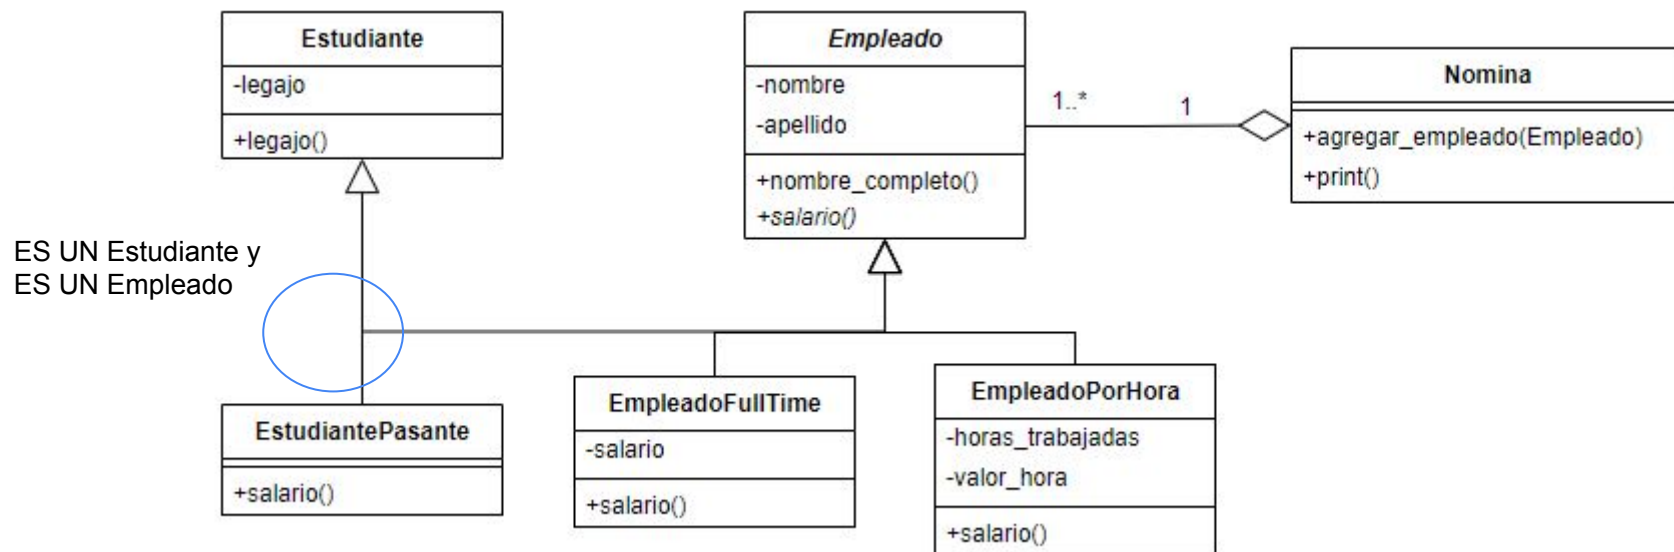 Estudiante
-legajo
+legajo()
Empleado
-nombre
-apellido
+nombre_completo()
+salario()
1..*
1
Nomina
+agregar_empleado(Empleado)
+print()
ES UN Estudiante y
ES UN Empleado
EstudiantePasante
+salario()
EmpleadoFullTime
-salario
+salario()
EmpleadoPorHora
-horas_trabajadas
-valor_hora
+salario()